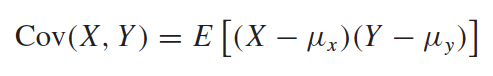 Cov(X, Y) = E [(X − μx)(Y − μy)]